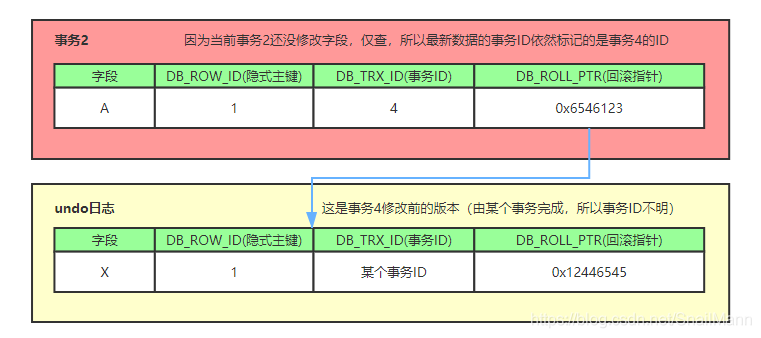 事务2 因为当前事务2还没修改字段，仅查，所以最新数据的事务ID依然标记的是事务4的ID
字段 DB_ROW_ID(隐式主键) DB_TRX_ID(事务ID) DB_ROLL_PTR(回滚指针)
A 1 4 0x6546123
undo日志 这是事务4修改前的版本（由某个事务完成，所以事务ID不明）
字段 DB_ROW_ID(隐式主键) DB_TRX_ID(事务ID) DB_ROLL_PTR(回滚指针)
X 1 某个事务ID 0x12446545
https://blog.csdn.net/SnailMann